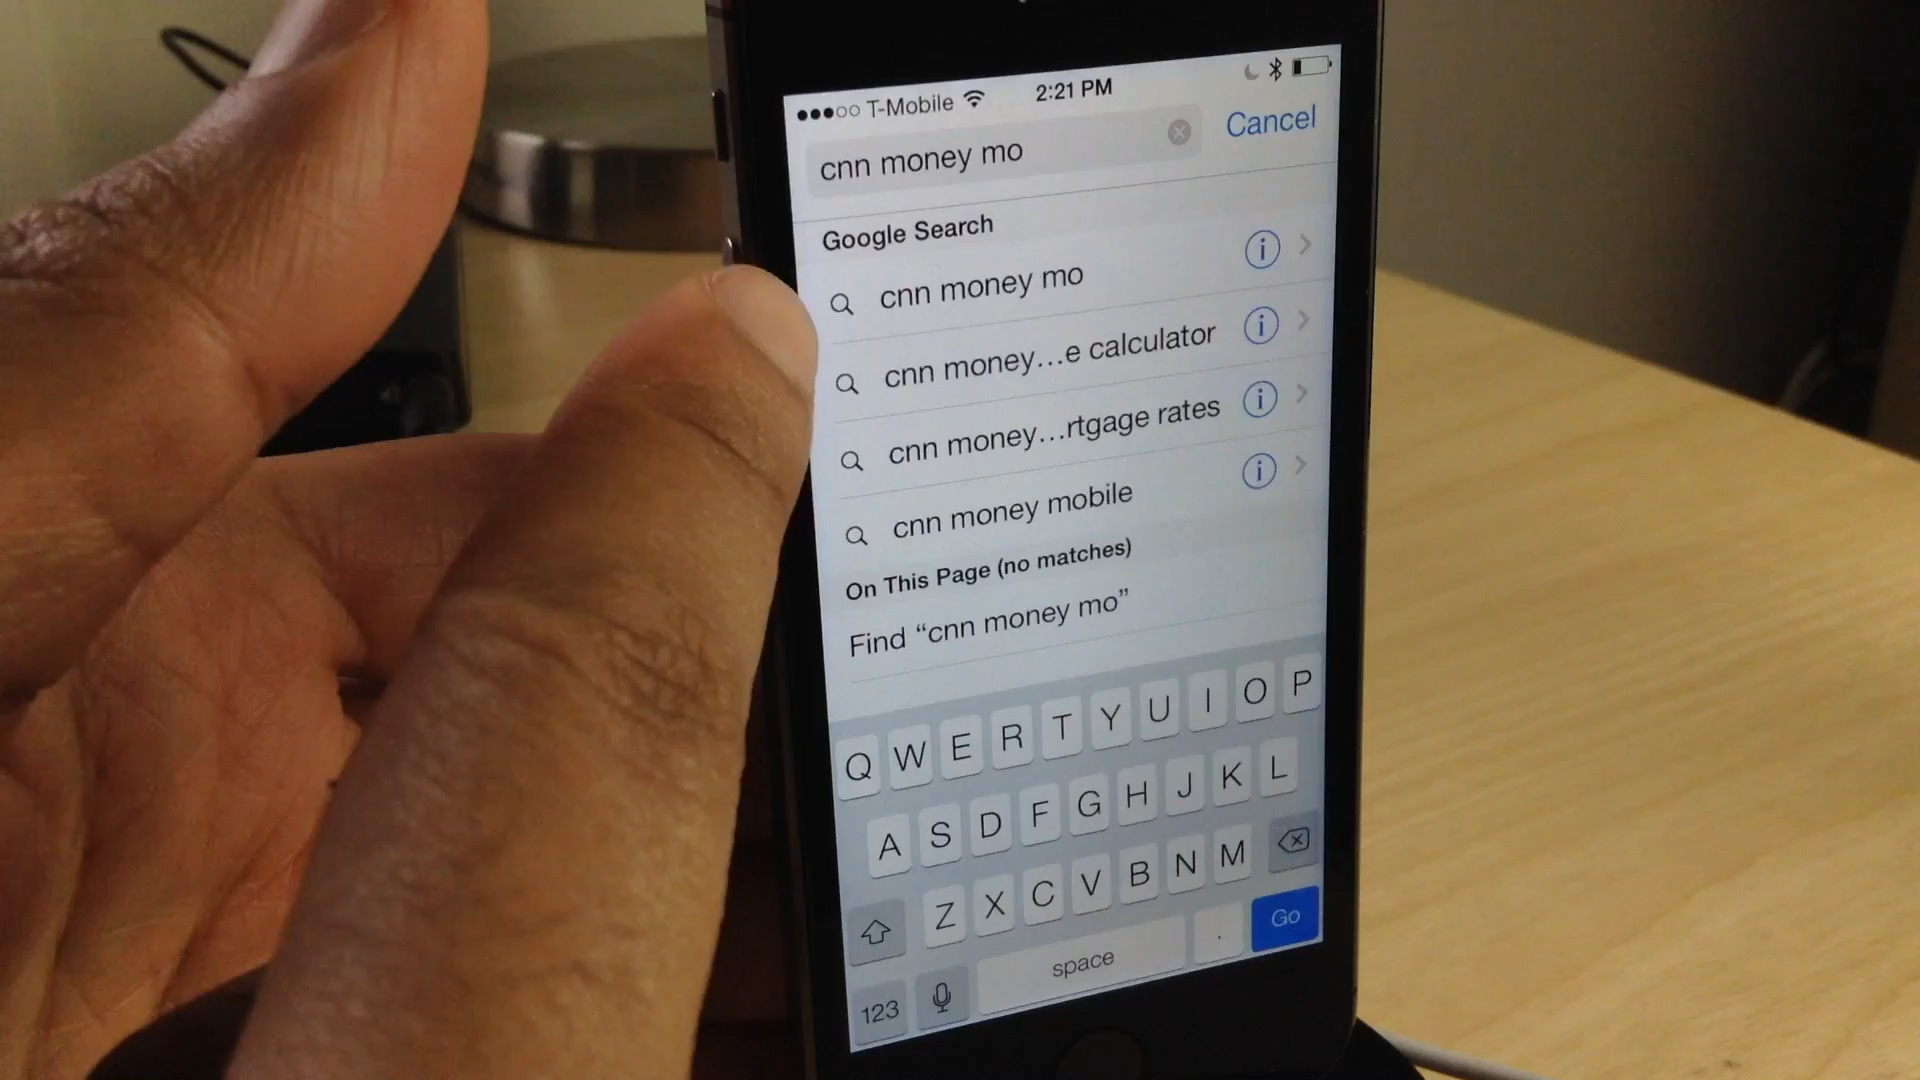 T-Mobile 2:21 PM
cnn money mo Cancel
Google Search
cnn money mo
cnn money…e calculator
cnn money…rtgage rates
cnn money mobile
On This Page (no matches)
Find “cnn money mo”
Q W E R T Y U I O P
A S D F G H J K L
Z X C V B N M
123 space . Go